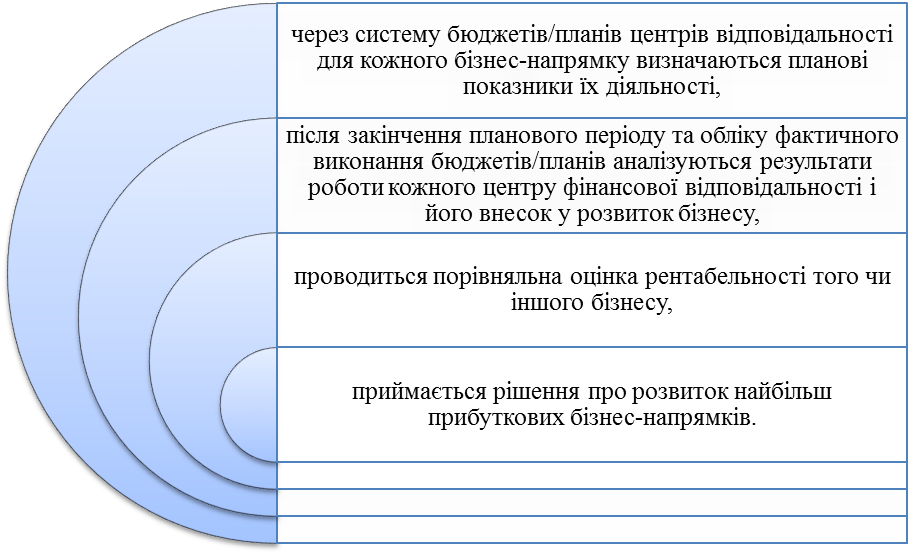 через систему бюджетів/планів центрів відповідальності
для кожного бізнес-напрямку визначаються планові
показники їх діяльності,
після закінчення планового періоду та обліку фактичного
виконання бюджетів/планів аналізуються результати
роботи кожного центру фінансової відповідальності і
його внесок у розвиток бізнесу,
проводиться порівняльна оцінка рентабельності того чи
іншого бізнесу,
приймається рішення про розвиток найбільш
прибуткових бізнес-напрямків.